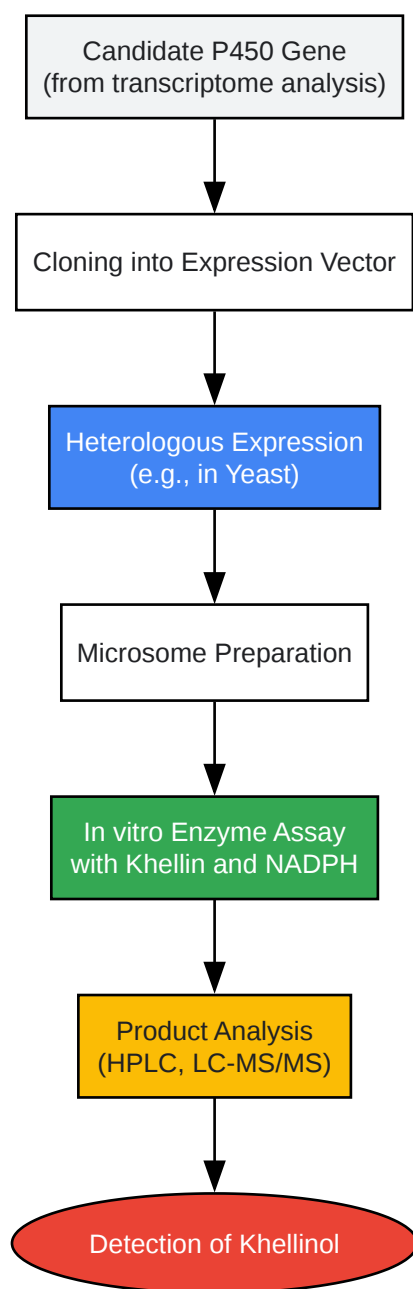 Candidate P450 Gene
(from transcriptome analysis)
Cloning into Expression Vector
Heterologous Expression
(e.g., in Yeast)
Microsome Preparation
In vitro Enzyme Assay
with Khellin and NADPH
Product Analysis
(HPLC, LC-MS/MS)
Detection of Khellinol